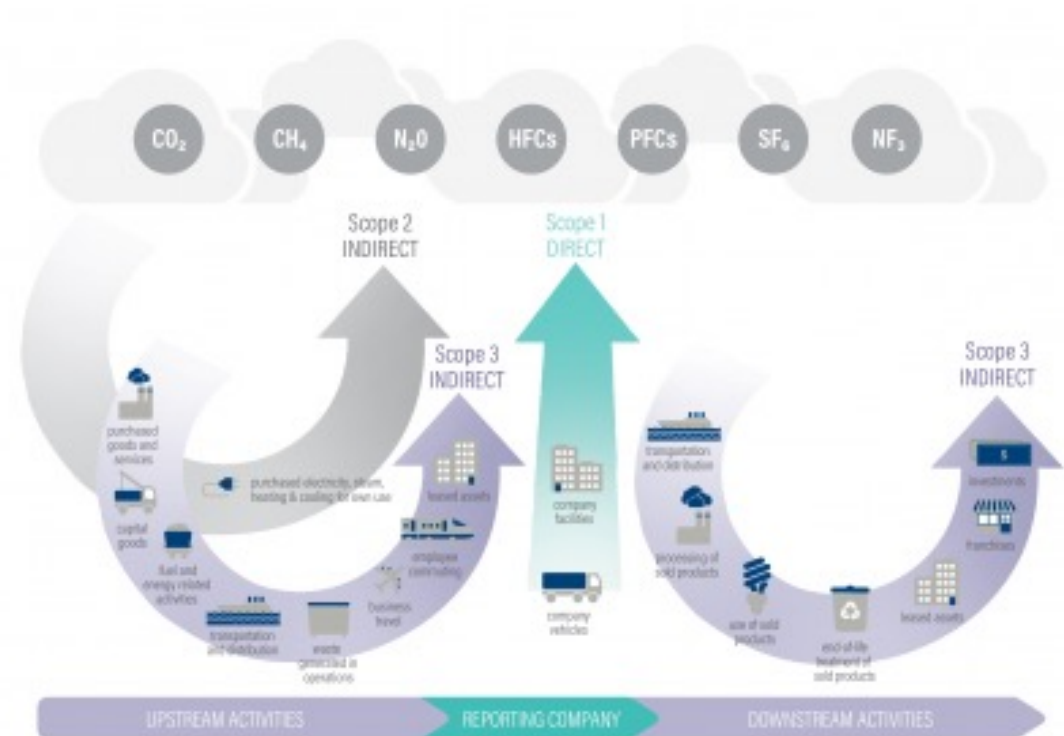 CO₂
CH₄
N₂0
HFCs
PFCs
SF₆
NF₃
Scope 2
INDIRECT
Scope 1
DIRECT
Scope 3
INDIRECT
Scope 3
INDIRECT
purchased
goods and
services
capital
goods
fuel and
energy related
activities
transportation
and distribution
waste
generated in
operations
business
travel
employee
commuting
leased assets
purchased electricity, steam,
heating & cooling for own use
company
facilities
company
vehicles
transportation
and distribution
processing of
sold products
use of sold
products
end-of-life
treatment of
sold products
leased assets
franchises
$
investments
UPSTREAM ACTIVITIES
REPORTING COMPANY
DOWNSTREAM ACTIVITIES